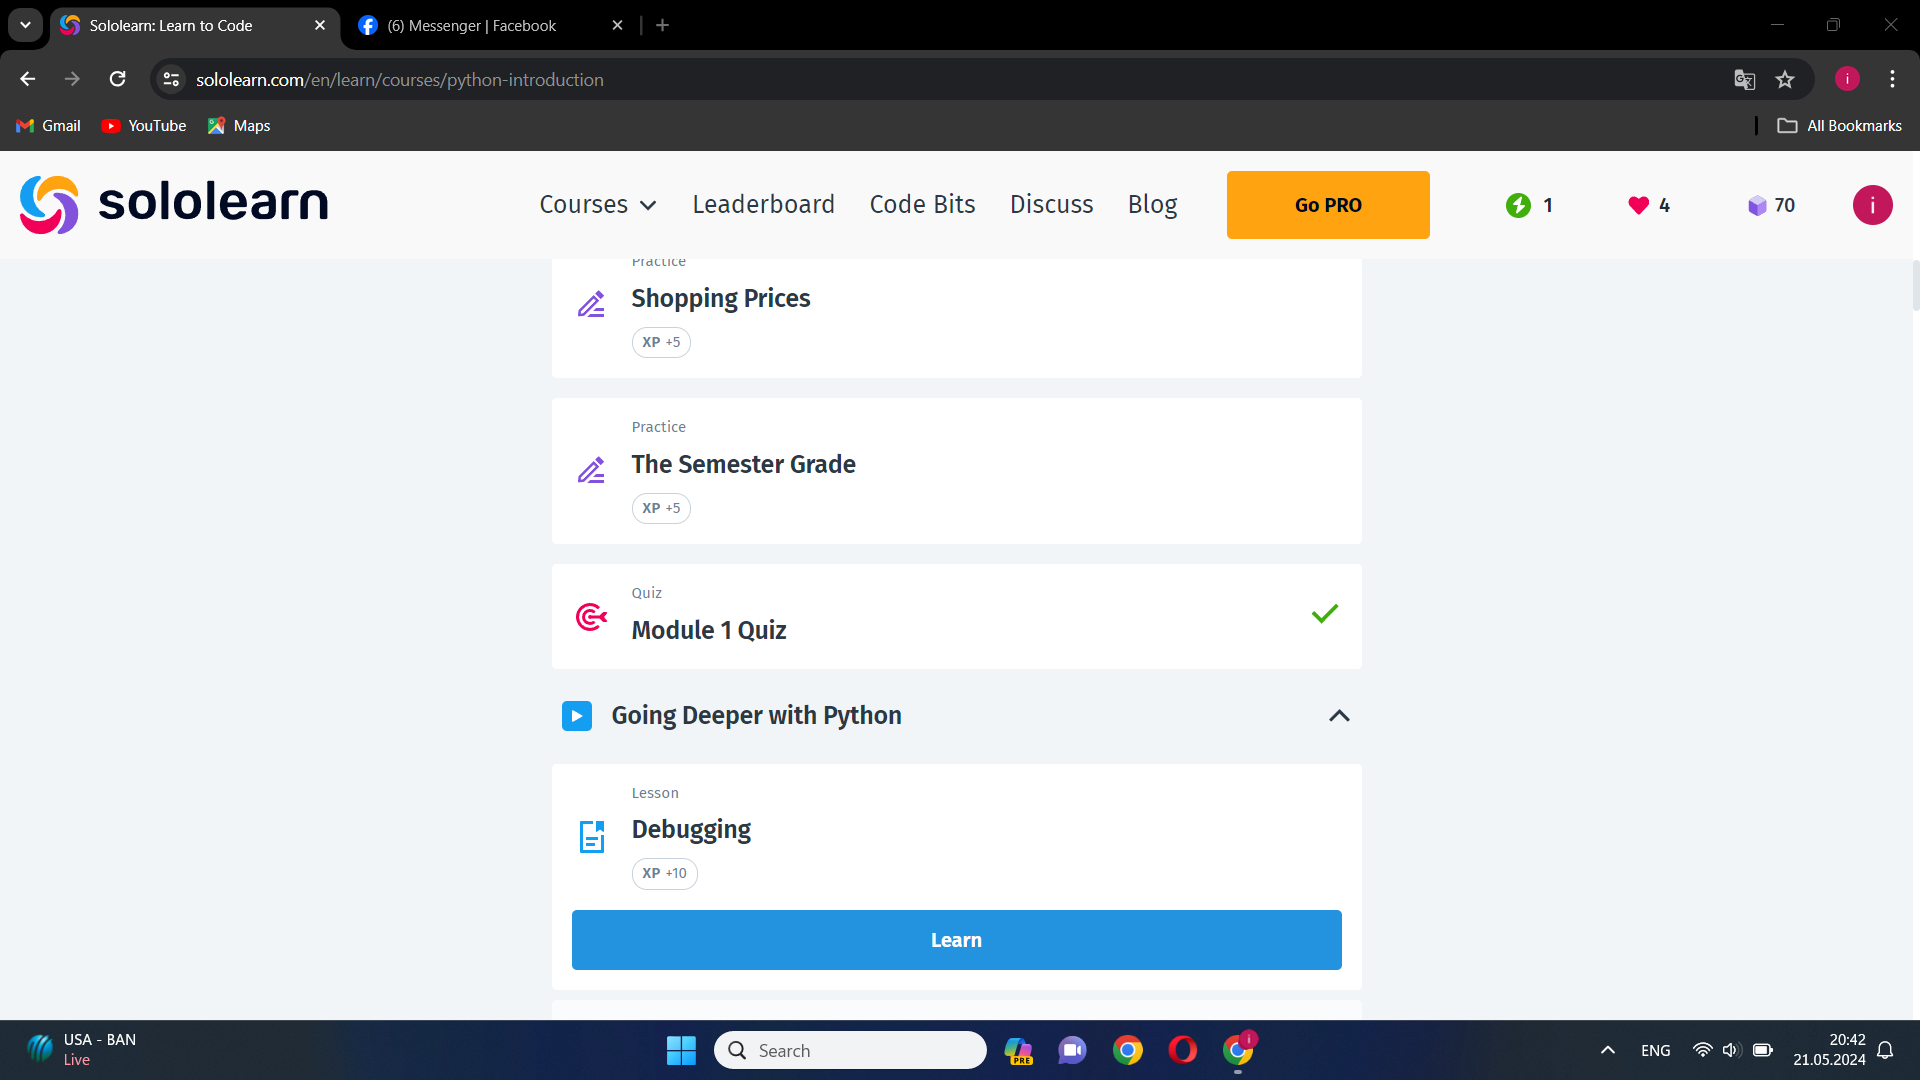 Sololearn: Learn to Code
(6) Messenger | Facebook
sololearn.com/en/learn/courses/python-introduction
i
Gmail
YouTube
Maps
All Bookmarks
sololearn
Courses
Leaderboard
Code Bits
Discuss
Blog
Go PRO
1
4
70
i
Practice
Shopping Prices
XP +5
Practice
The Semester Grade
XP +5
Quiz
Module 1 Quiz
Going Deeper with Python
Lesson
Debugging
XP +10
Learn
USA - BAN
Live
Search
PRE
i
ENG
20:42
21.05.2024